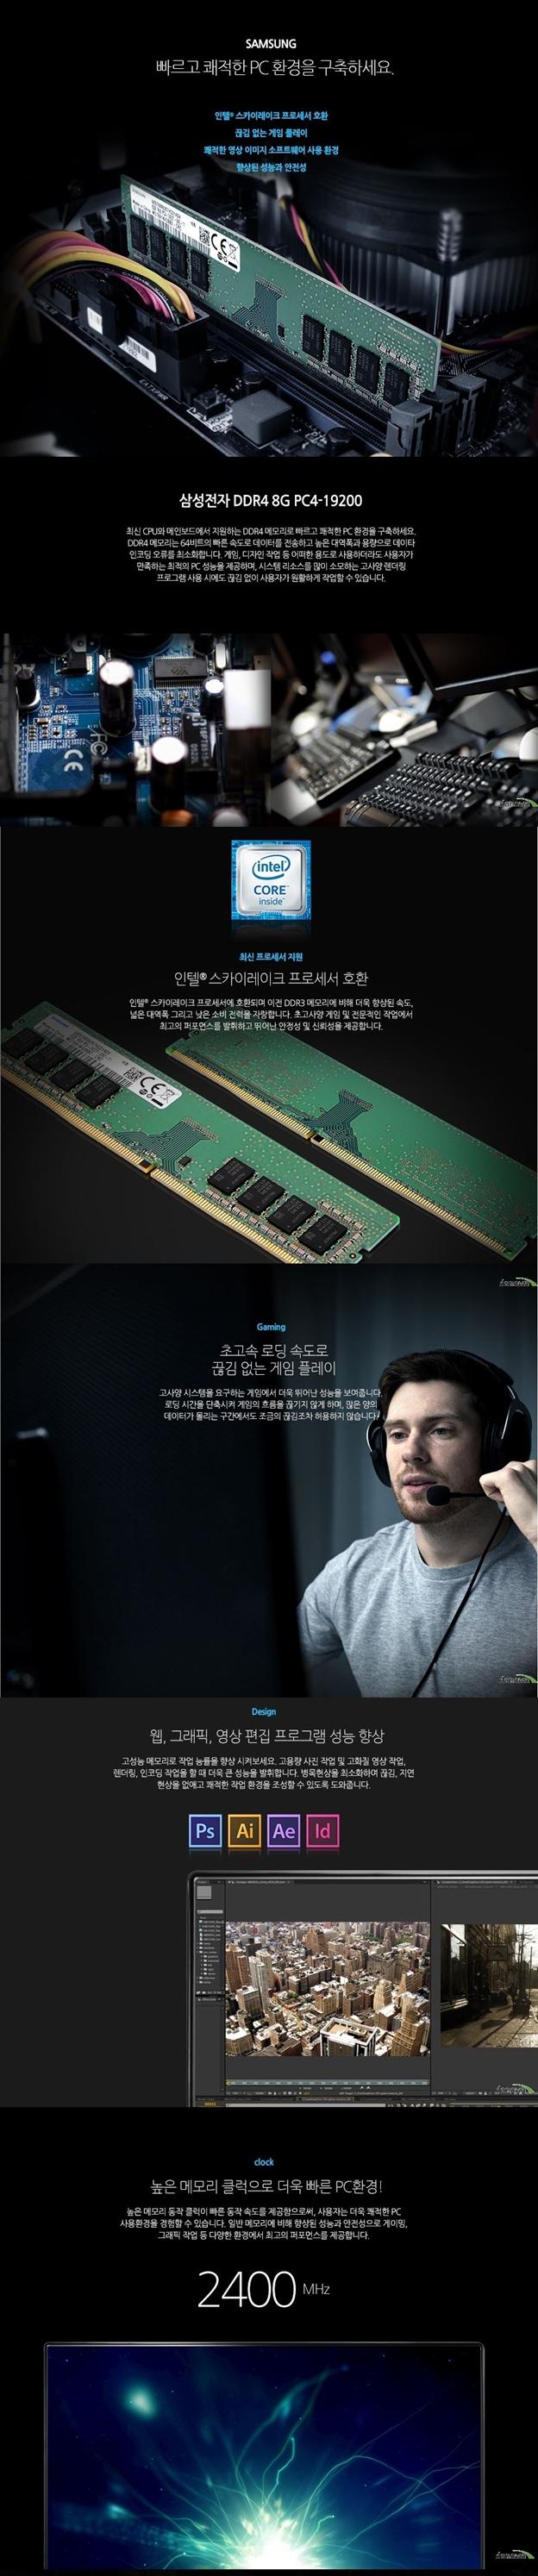 SAMSUNG
빠르고 쾌적한 PC 환경을 구축하세요.
인텔® 스카이레이크 프로세서 호환
끊김 없는 게임 플레이
쾌적한 영상 이미지 소프트웨어 사용 환경
향상된 성능과 안전성
삼성전자 DDR4 8G PC4-19200
최신 CPU와 메인보드에서 지원하는 DDR4 메모리로 빠르고 쾌적한 PC 환경을 구축하세요.
DDR4 메모리는 64비트의 빠른 속도로 데이터를 전송하고 높은 대역폭과 용량으로 데이타
인코딩 오류를 최소화합니다. 게임, 디자인 작업 등 어떠한 용도로 사용하더라도 사용자가
만족하는 최적의 PC 성능을 제공하며, 시스템 리소스를 많이 소모하는 고사양 렌더링
프로그램 사용 시에도 끊김 없이 사용자가 원활하게 작업할 수 있습니다.
intel
CORE
inside
최신 프로세서 지원
인텔® 스카이레이크 프로세서 호환
인텔® 스카이레이크 프로세서에 호환되며 이전 DDR3 메모리에 비해 더욱 향상된 속도,
넓은 대역폭 그리고 낮은 소비 전력을 자랑합니다. 초고사양 게임 및 전문적인 작업에서
최고의 퍼포먼스를 발휘하고 뛰어난 안정성 및 신뢰성을 제공합니다.
Gaming
초고속 로딩 속도로
끊김 없는 게임 플레이
고사양 시스템을 요구하는 게임에서 더욱 뛰어난 성능을 보여줍니다.
로딩 시간을 단축시켜 게임의 흐름을 끊기지 않게 하며, 많은 양의
데이터가 몰리는 구간에서도 조금의 끊김조차 허용하지 않습니다.
Design
웹, 그래픽, 영상 편집 프로그램 성능 향상
고성능 메모리로 작업 능률을 향상 시켜보세요. 고용량 사진 작업 및 고화질 영상 작업,
렌더링, 인코딩 작업을 할 때 더욱 큰 성능을 발휘합니다. 병목현상을 최소화하여 끊김, 지연
현상을 없애고 쾌적한 작업 환경을 조성할 수 있도록 도와줍니다.
Ps Ai Ae Id
clock
높은 메모리 클럭으로 더욱 빠른 PC환경!
높은 메모리 동작 클럭이 빠른 동작 속도를 제공함으로써, 사용자는 더욱 쾌적한 PC
사용환경을 경험할 수 있습니다. 일반 메모리에 비해 향상된 성능과 안전성으로 게이밍,
그래픽 작업 등 다양한 환경에서 최고의 퍼포먼스를 제공합니다.
2400 MHz